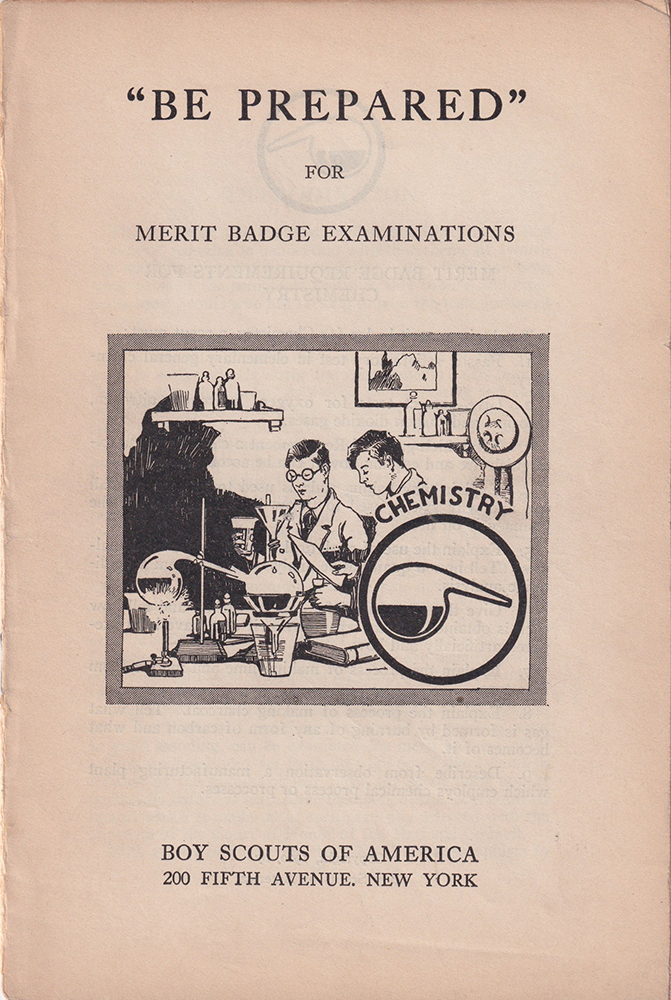 “BE PREPARED”
FOR
MERIT BADGE EXAMINATIONS
CHEMISTRY
BOY SCOUTS OF AMERICA
200 FIFTH AVENUE. NEW YORK